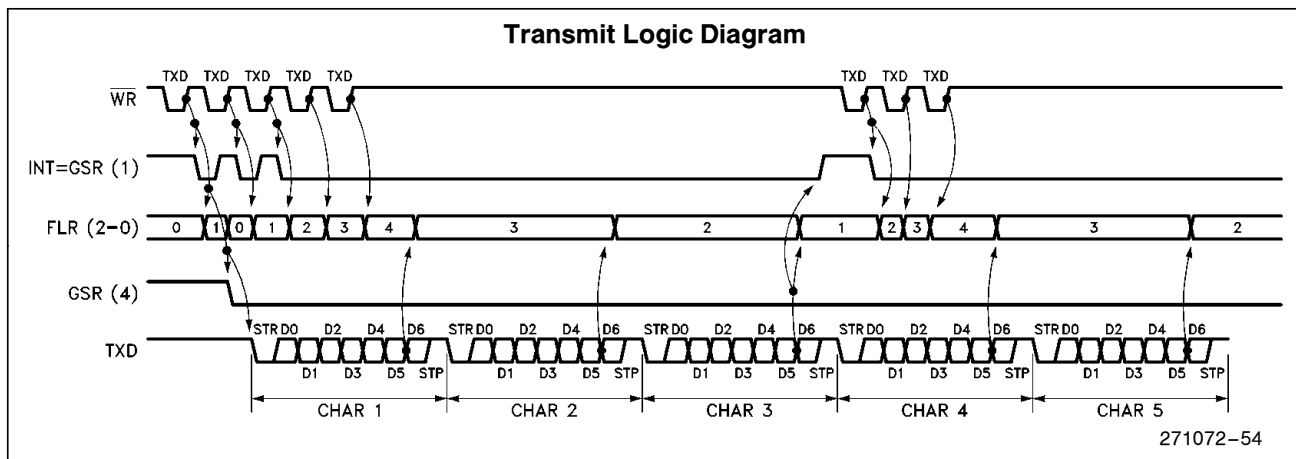 Transmit Logic Diagram
TXD TXD TXD TXD TXD TXD TXD TXD
WR
INT=GSR (1)
FLR (2-0) 0 1 0 1 2 3 4 3 2 1 2 3 4 3 2
GSR (4)
STR D0 D2 D4 D6 STR D0 D2 D4 D6 STR D0 D2 D4 D6 STR D0 D2 D4 D6 STR D0 D2 D4 D6
TXD
D1 D3 D5 STP D1 D3 D5 STP D1 D3 D5 STP D1 D3 D5 STP D1 D3 D5 STP
CHAR 1 CHAR 2 CHAR 3 CHAR 4 CHAR 5
271072-54